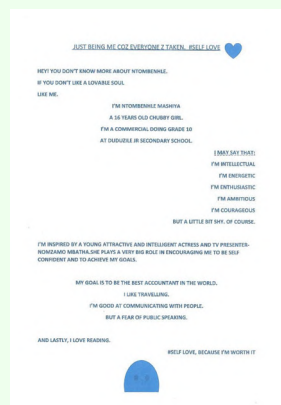 JUST BEING ME COZ EVERYONE Z TAKEN. #SELF LOVE
HEY! YOU DON'T KNOW MORE ABOUT NTOMBENHLE.
IF YOU DON'T LIKE A LOVABLE SOUL
LIKE ME.
I'M NTOMBENHLE MASHIYA
A 16 YEARS OLD CHUBBY GIRL.
I'M A COMMERCIAL DOING GRADE 10
AT DUDUZILE JR SECONDARY SCHOOL.
I MAY SAY THAT:
I'M INTELLECTUAL
I'M ENERGETIC
I'M ENTHUSIASTIC
I'M AMBITIOUS
I'M COURAGEOUS
BUT A LITTLE BIT SHY. OF COURSE.
I'M INSPIRED BY A YOUNG ATTRACTIVE AND INTELLIGENT ACTRESS AND TV PRESENTER-
NOMZAMO MBATHA.SHE PLAYS A VERY BIG ROLE IN ENCOURAGING ME TO BE SELF
CONFIDENT AND TO ACHIEVE MY GOALS.
MY GOAL IS TO BE THE BEST ACCOUNTANT IN THE WORLD.
I LIKE TRAVELLING.
I'M GOOD AT COMMUNICATING WITH PEOPLE.
BUT A FEAR OF PUBLIC SPEAKING.
AND LASTLY, I LOVE READING.
#SELF LOVE, BECAUSE I'M WORTH IT